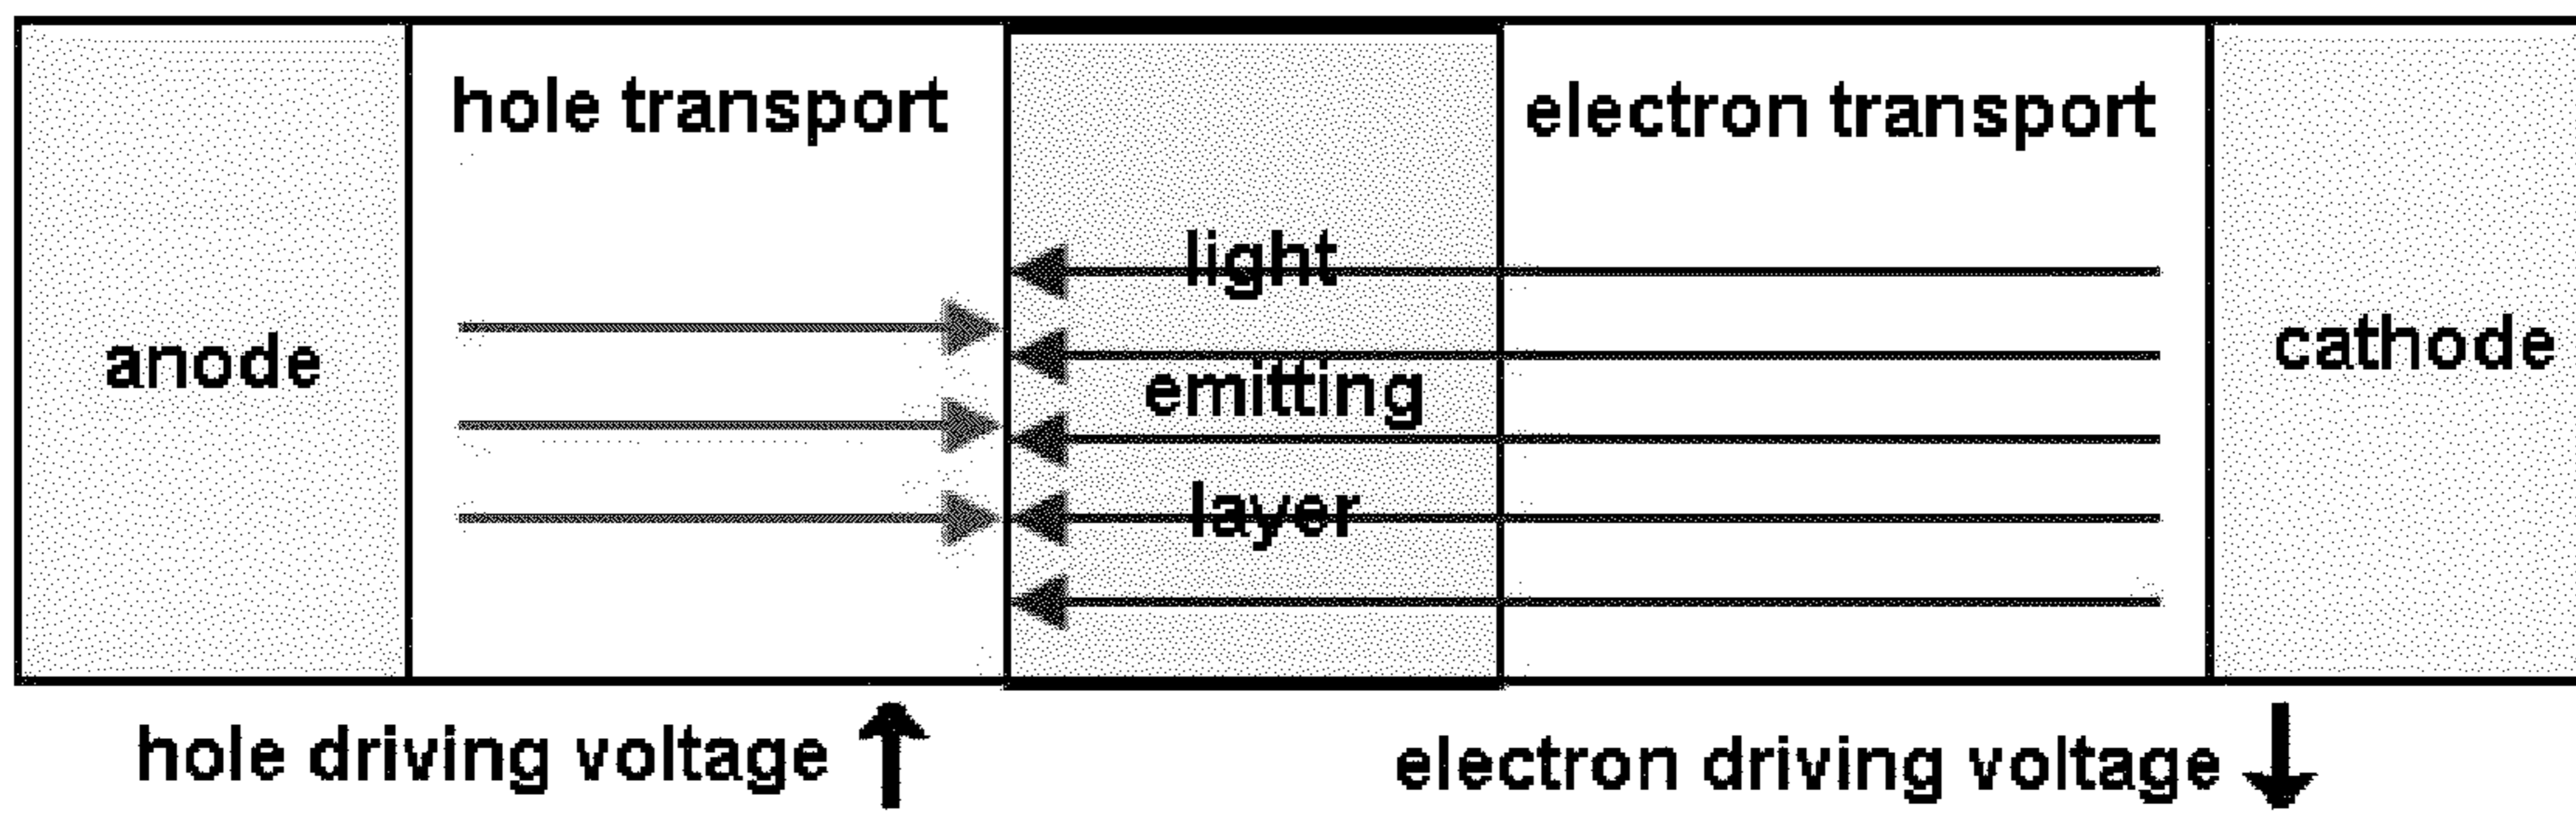 hole transport
electron transport
anode
light
emitting
layer
cathode
hole driving voltage
electron driving voltage